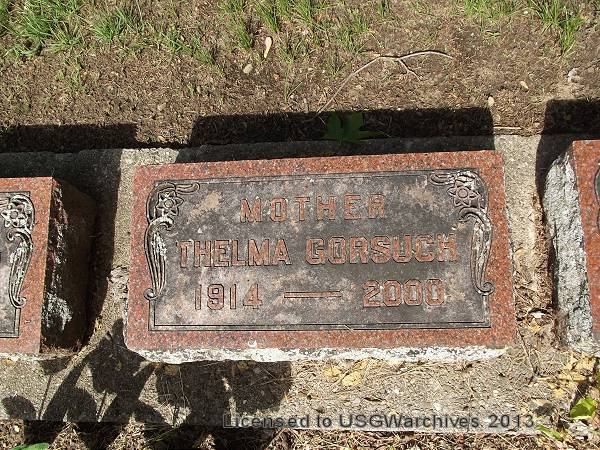 MOTHER
THELMA GORSUCH
1914 — 2000
Licensed to USGWarchives 2013